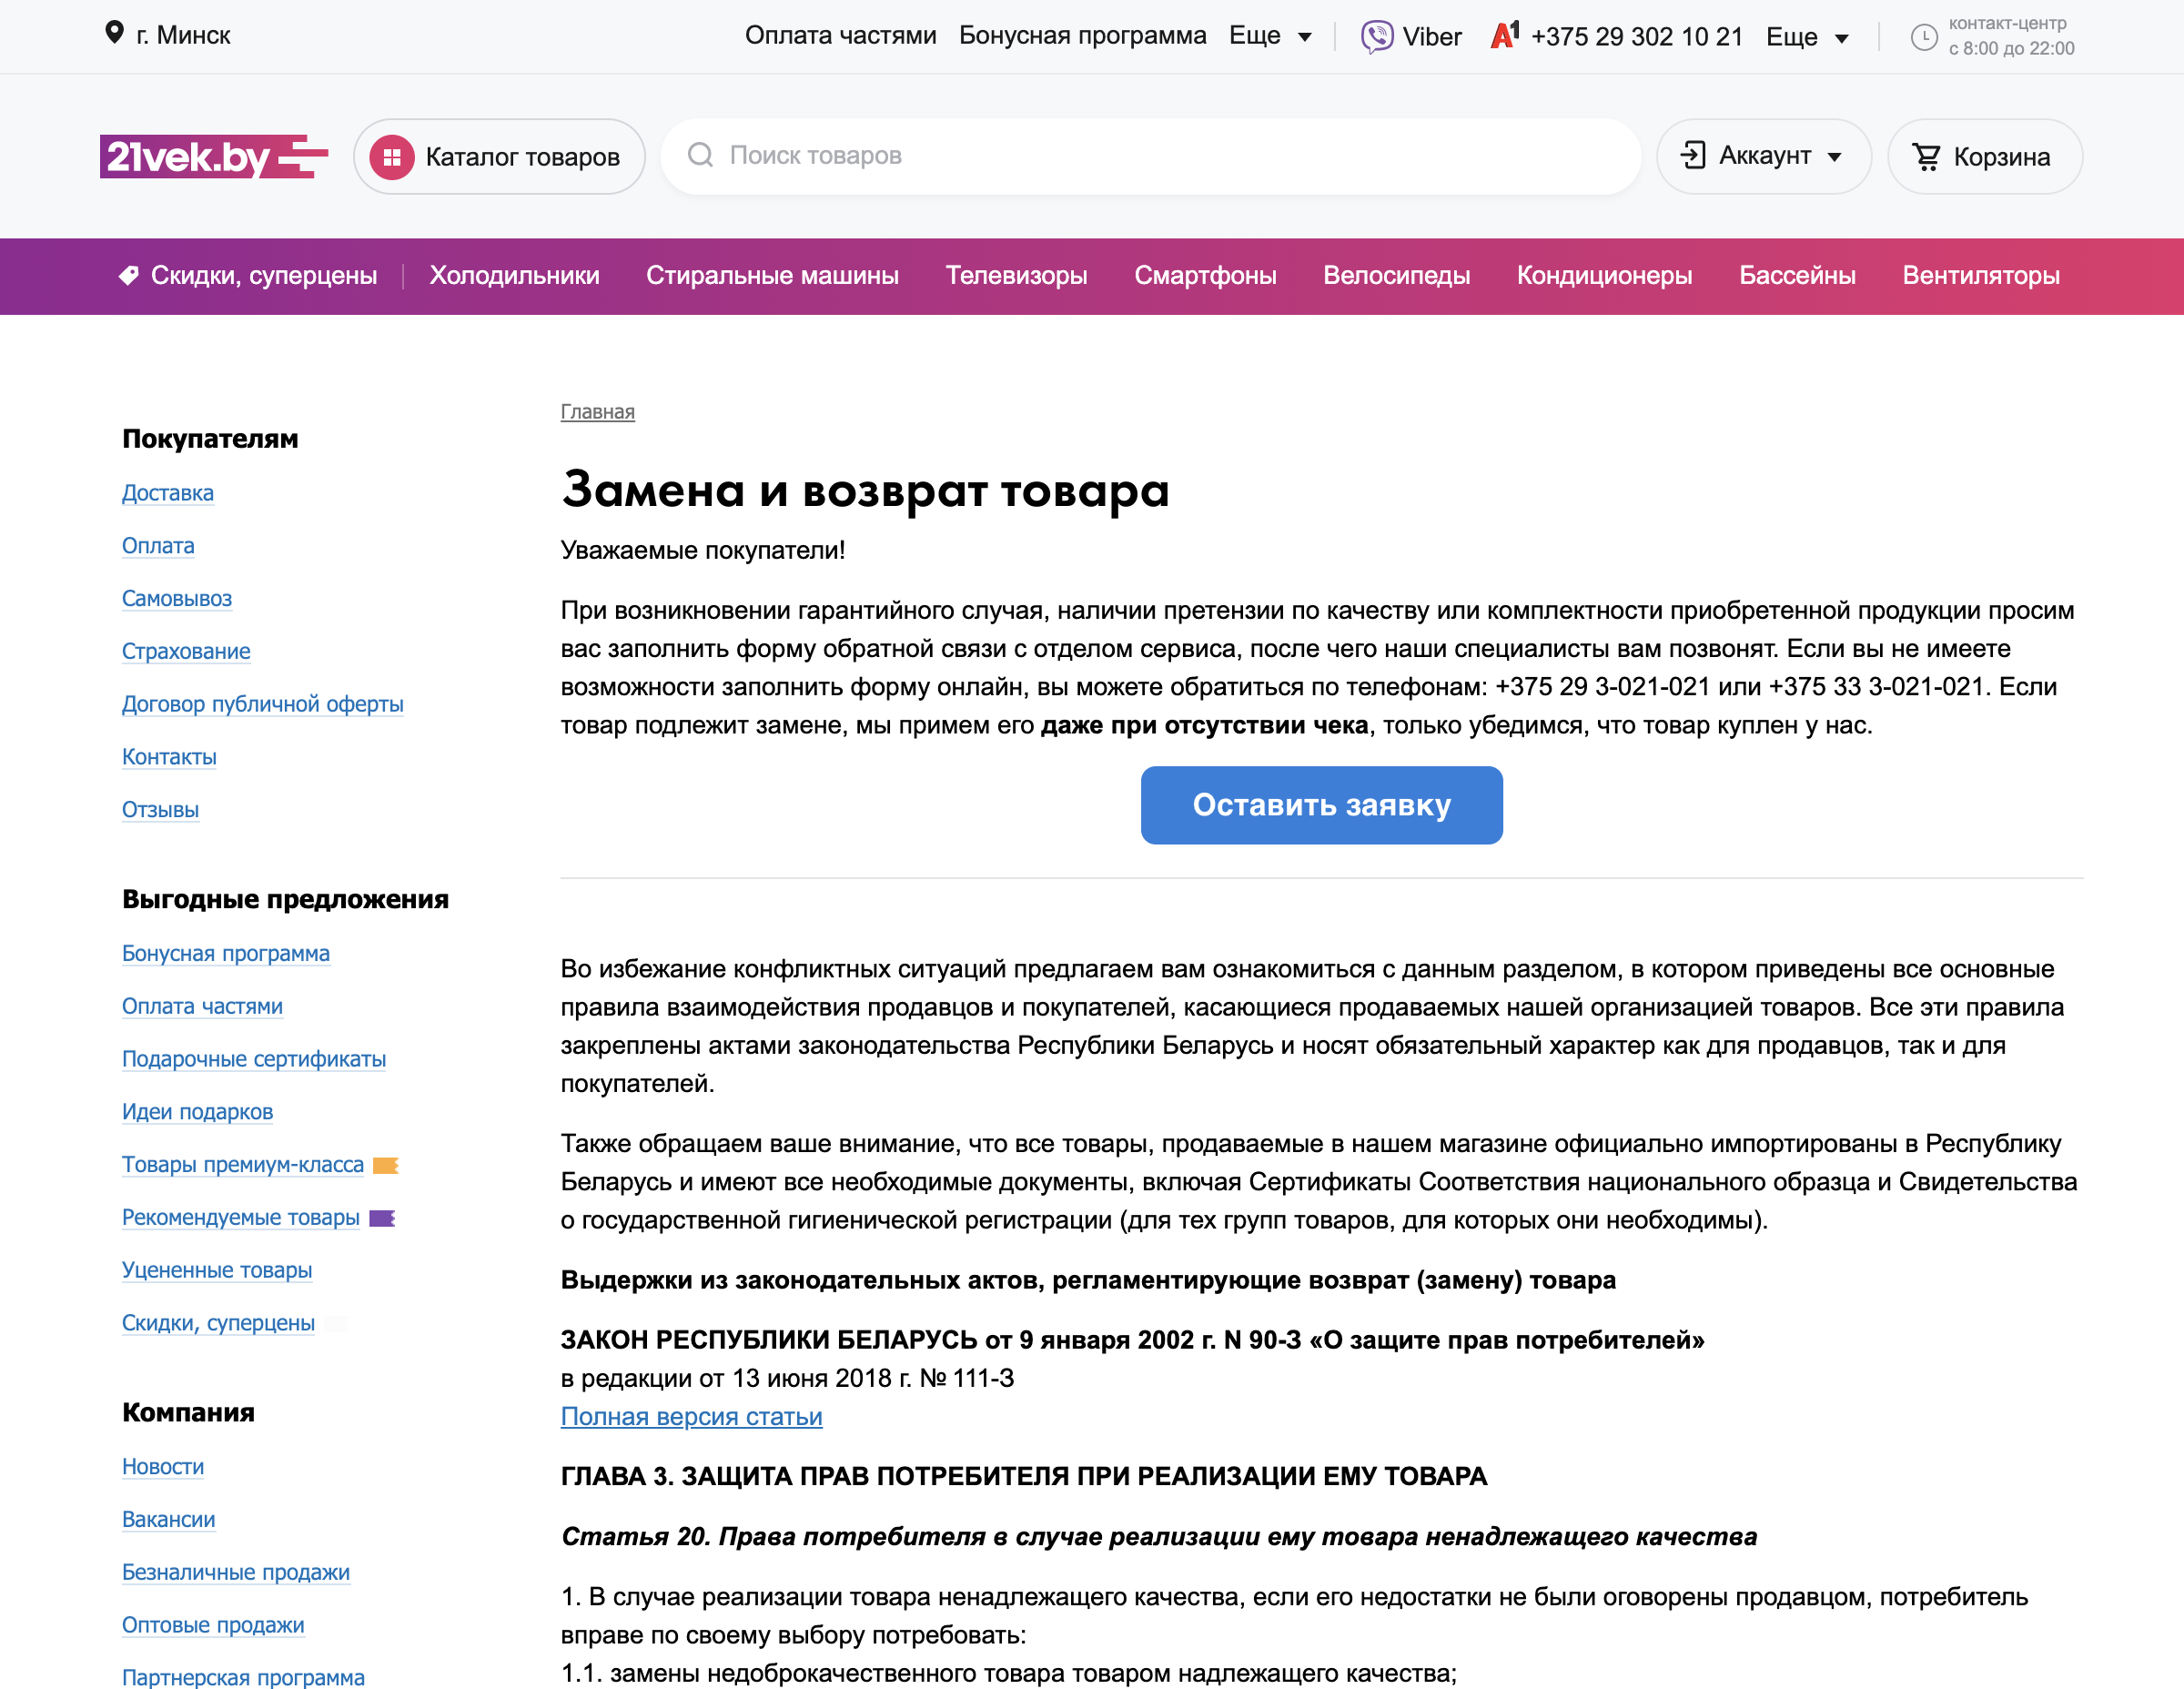 г. Минск
Оплата частями
Бонусная программа
Еще
Viber
A1 +375 29 302 10 21
Еще
контакт-центр
с 8:00 до 22:00
21vek.by
Каталог товаров
Поиск товаров
Аккаунт
Корзина
Скидки, суперцены
Холодильники
Стиральные машины
Телевизоры
Смартфоны
Велосипеды
Кондиционеры
Бассейны
Вентиляторы
Покупателям
Доставка
Оплата
Самовывоз
Страхование
Договор публичной оферты
Контакты
Отзывы
Выгодные предложения
Бонусная программа
Оплата частями
Подарочные сертификаты
Идеи подарков
Товары премиум-класса
Рекомендуемые товары
Уцененные товары
Скидки, суперцены
Компания
Новости
Вакансии
Безналичные продажи
Оптовые продажи
Партнерская программа
Главная
Замена и возврат товара
Уважаемые покупатели!
При возникновении гарантийного случая, наличии претензии по качеству или комплектности приобретенной продукции просим
вас заполнить форму обратной связи с отделом сервиса, после чего наши специалисты вам позвонят. Если вы не имеете
возможности заполнить форму онлайн, вы можете обратиться по телефонам: +375 29 3-021-021 или +375 33 3-021-021. Если
товар подлежит замене, мы примем его даже при отсутствии чека, только убедимся, что товар куплен у нас.
Оставить заявку
Во избежание конфликтных ситуаций предлагаем вам ознакомиться с данным разделом, в котором приведены все основные
правила взаимодействия продавцов и покупателей, касающиеся продаваемых нашей организацией товаров. Все эти правила
закреплены актами законодательства Республики Беларусь и носят обязательный характер как для продавцов, так и для
покупателей.
Также обращаем ваше внимание, что все товары, продаваемые в нашем магазине официально импортированы в Республику
Беларусь и имеют все необходимые документы, включая Сертификаты Соответствия национального образца и Свидетельства
о государственной гигиенической регистрации (для тех групп товаров, для которых они необходимы).
Выдержки из законодательных актов, регламентирующие возврат (замену) товара
ЗАКОН РЕСПУБЛИКИ БЕЛАРУСЬ от 9 января 2002 г. N 90-З «О защите прав потребителей»
в редакции от 13 июня 2018 г. № 111-З
Полная версия статьи
ГЛАВА 3. ЗАЩИТА ПРАВ ПОТРЕБИТЕЛЯ ПРИ РЕАЛИЗАЦИИ ЕМУ ТОВАРА
Статья 20. Права потребителя в случае реализации ему товара ненадлежащего качества
1. В случае реализации товара ненадлежащего качества, если его недостатки не были оговорены продавцом, потребитель
вправе по своему выбору потребовать:
1.1. замены недоброкачественного товара товаром надлежащего качества;